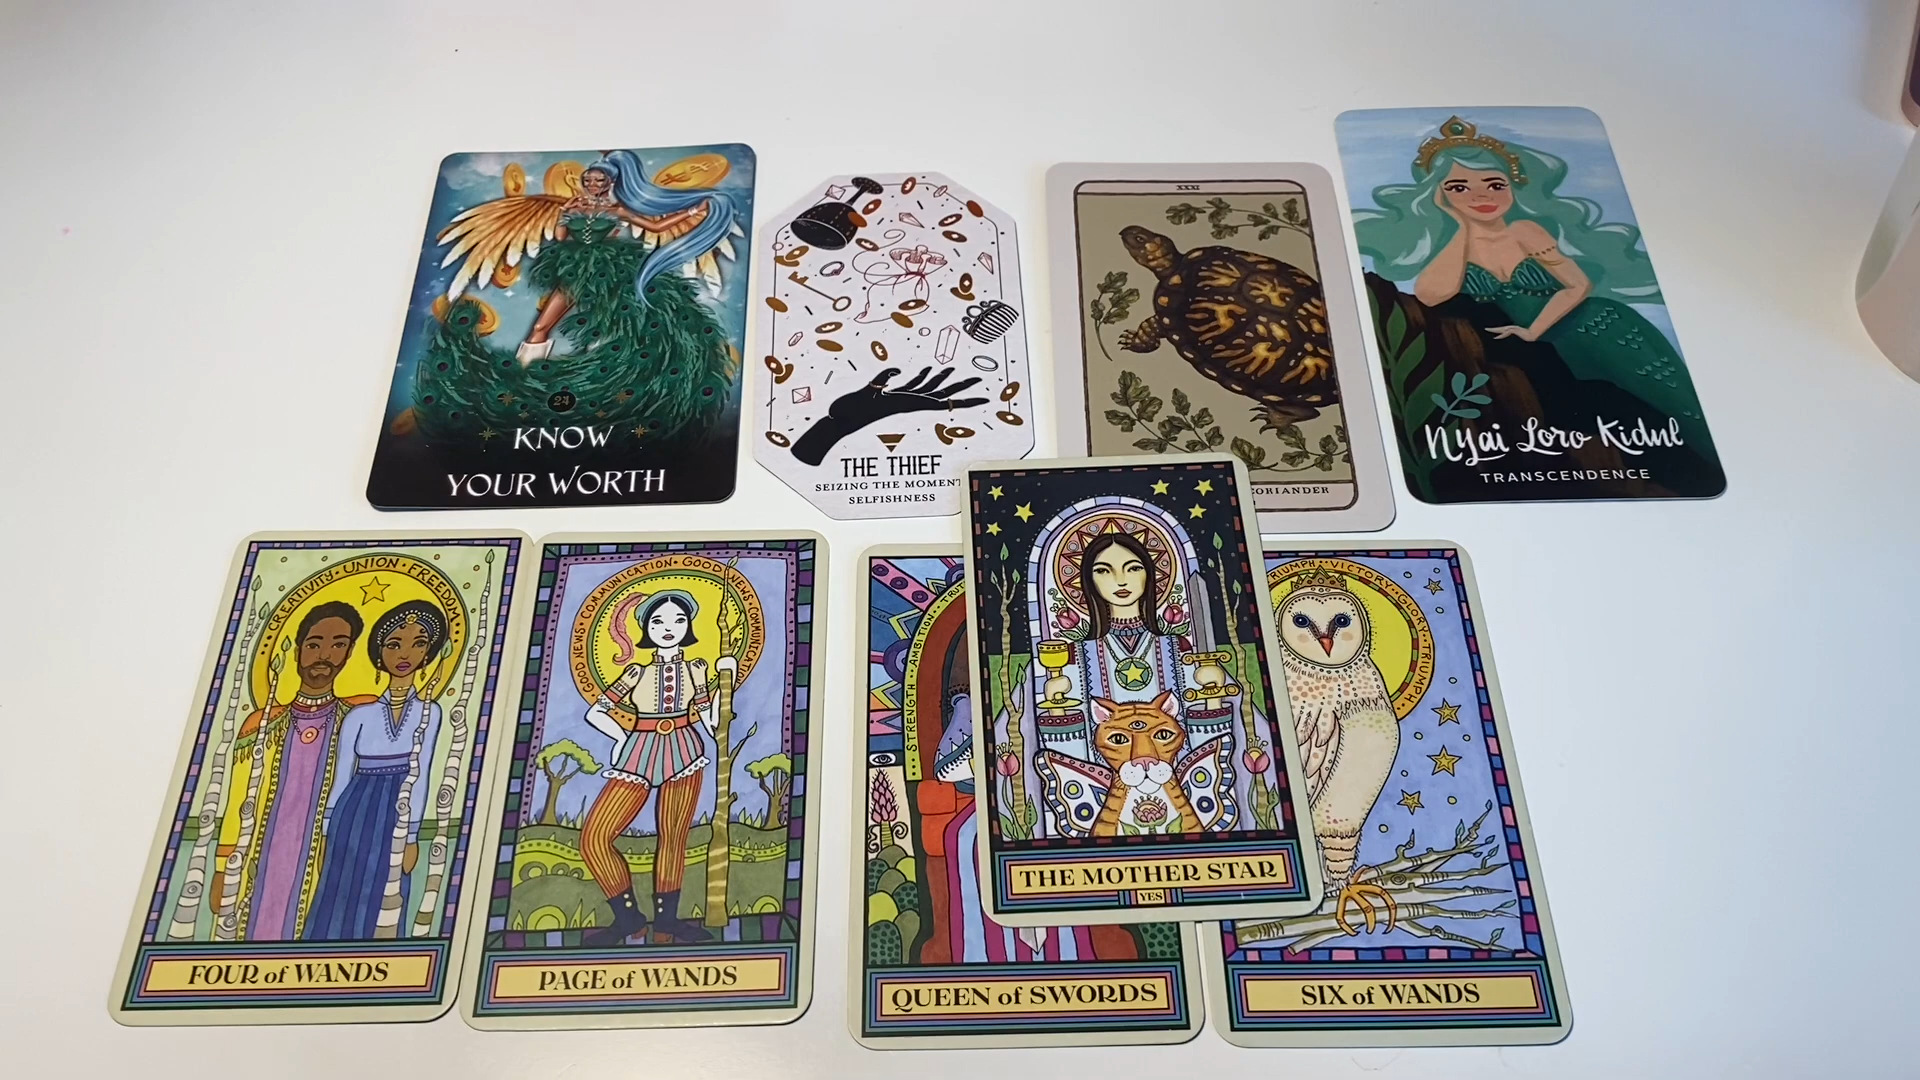 24
KNOW
YOUR WORTH
THE THIEF
SEIZING THE MOMENT
SELFISHNESS
XXXI
CORIANDER
Nyai Loro Kidul
TRANSCENDENCE
CREATIVITY · UNION · FREEDOM
FOUR of WANDS
GOOD NEWS · COMMUNICATION · GOOD NEWS · COMMUNICATION
PAGE of WANDS
STRENGTH · AMBITION
QUEEN of SWORDS
THE MOTHER STAR
YES
TRIUMPH · VICTORY · GLORY · TRIUMPH
SIX of WANDS